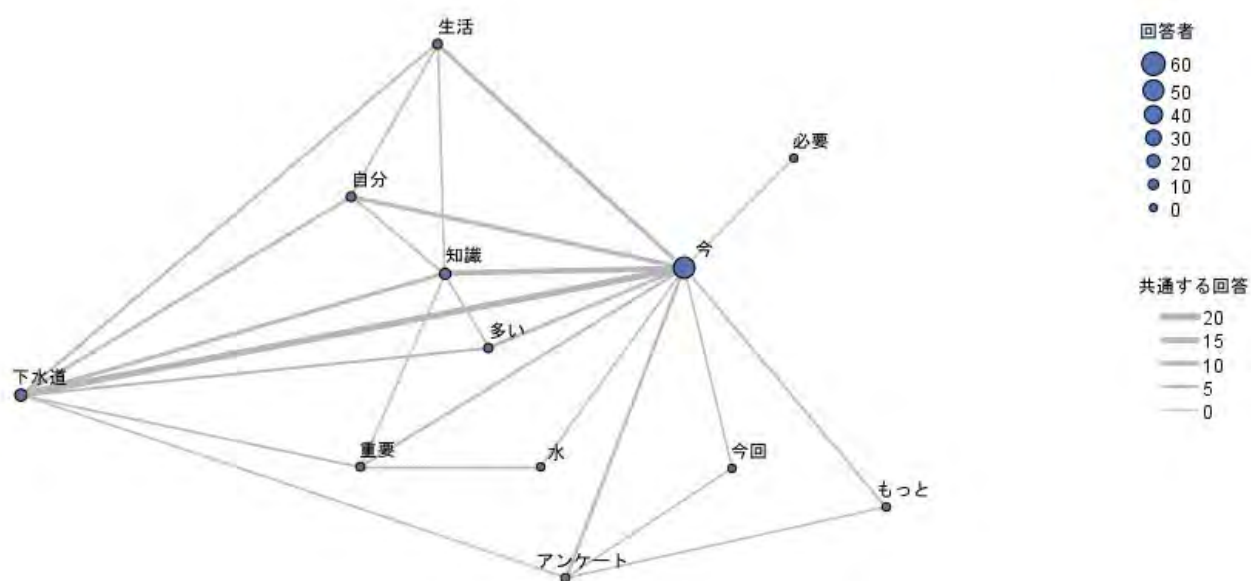 生活
必要
自分
今
知識
多い
下水道
重要
水
今回
もっと
アンケート
回答者
60
50
40
30
20
10
0
共通する回答
20
15
10
5
0